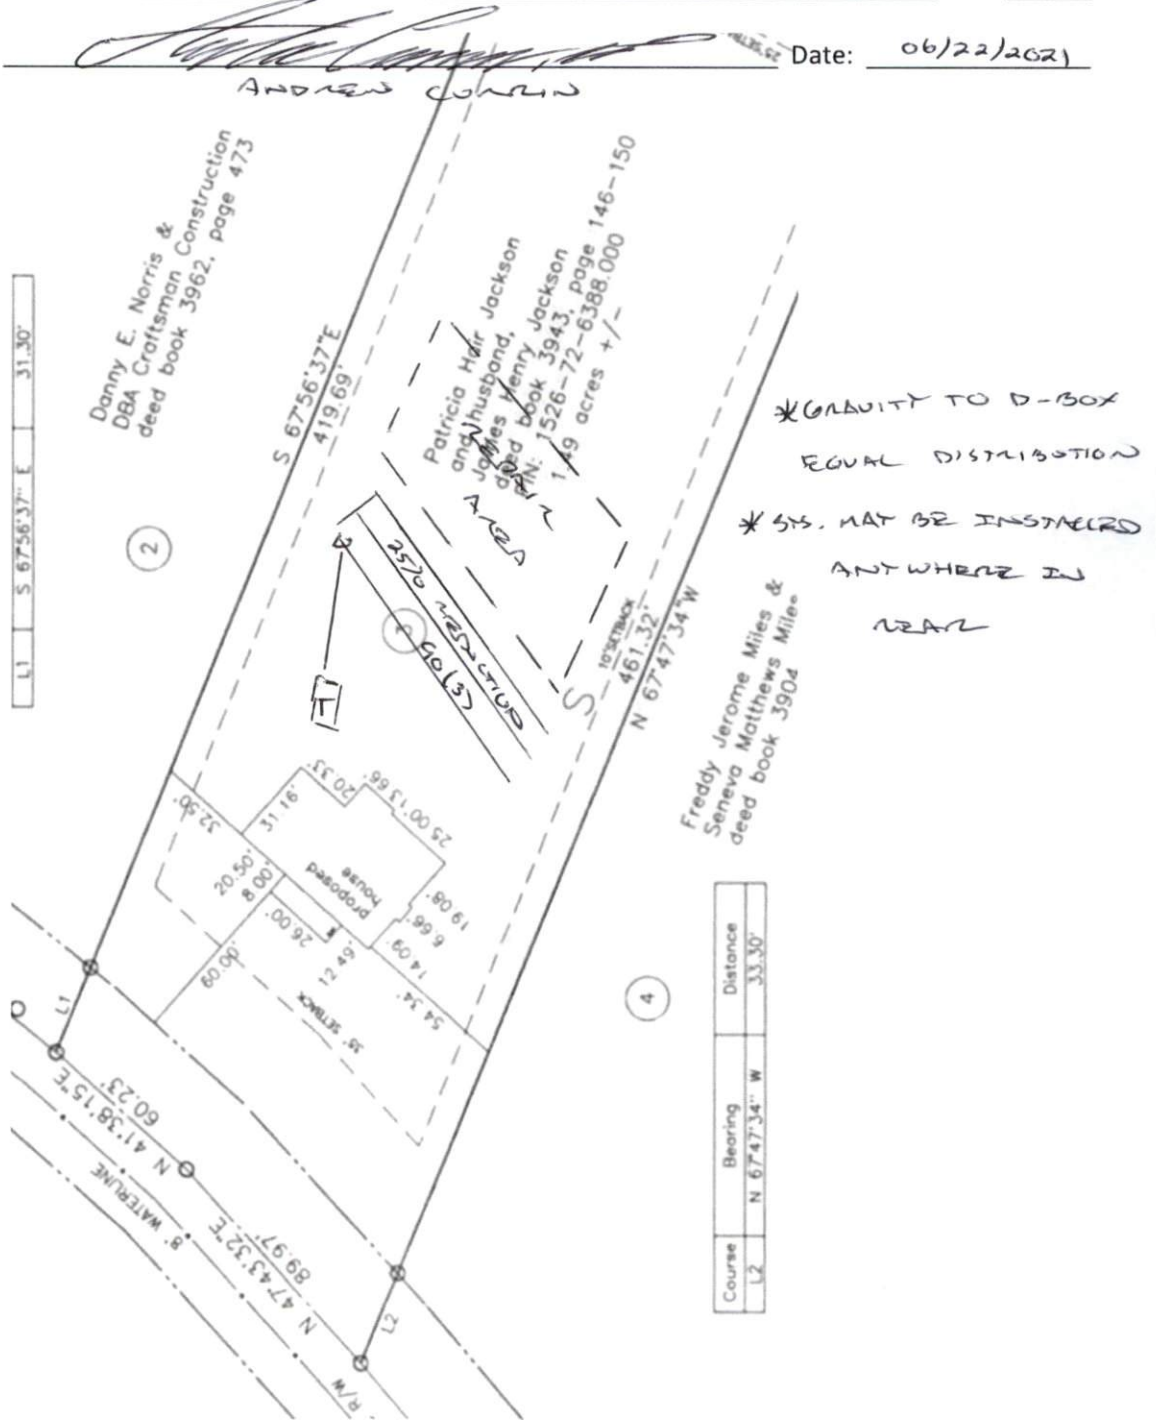 Date: 06/22/2021
ANDREW CURRIN
Danny E. Norris &
DBA Craftsman Construction
deed book 3962, page 473
L1 S 67°56'37" E 31.30'
S 67°56'37"E
419.69'
2
Patricia Hair Jackson
and husband,
James Henry Jackson
deed book 3943, page 146-150
PIN: 1526-72-6388.000
1.49 acres +/-
REPAIR
AREA
*GRAVITY TO D-BOX
EQUAL DISTRIBUTION
* SYS. MAY BE INSTALLED
ANYWHERE IN
REAR
25% REDUCTION
90(3)
3
T
S
10'SETBACK
461.32'
N 67°47'34"W
Freddy Jerome Miles &
Seneva Matthews Miles
deed book 3904
32.50'
31.16'
20.33'
13.66'
25.00'
proposed
house
20.50'
8.00'
26.00'
12.49'
19.08'
6.66'
14.09'
54.34'
60.00'
35' SETBACK
4
Course Bearing Distance
L2 N 67°47'34" W 33.30'
L1
N 41°38'15"E
60.23'
8' WATERLINE
N 47°43'32"E
89.97'
L2
R/W